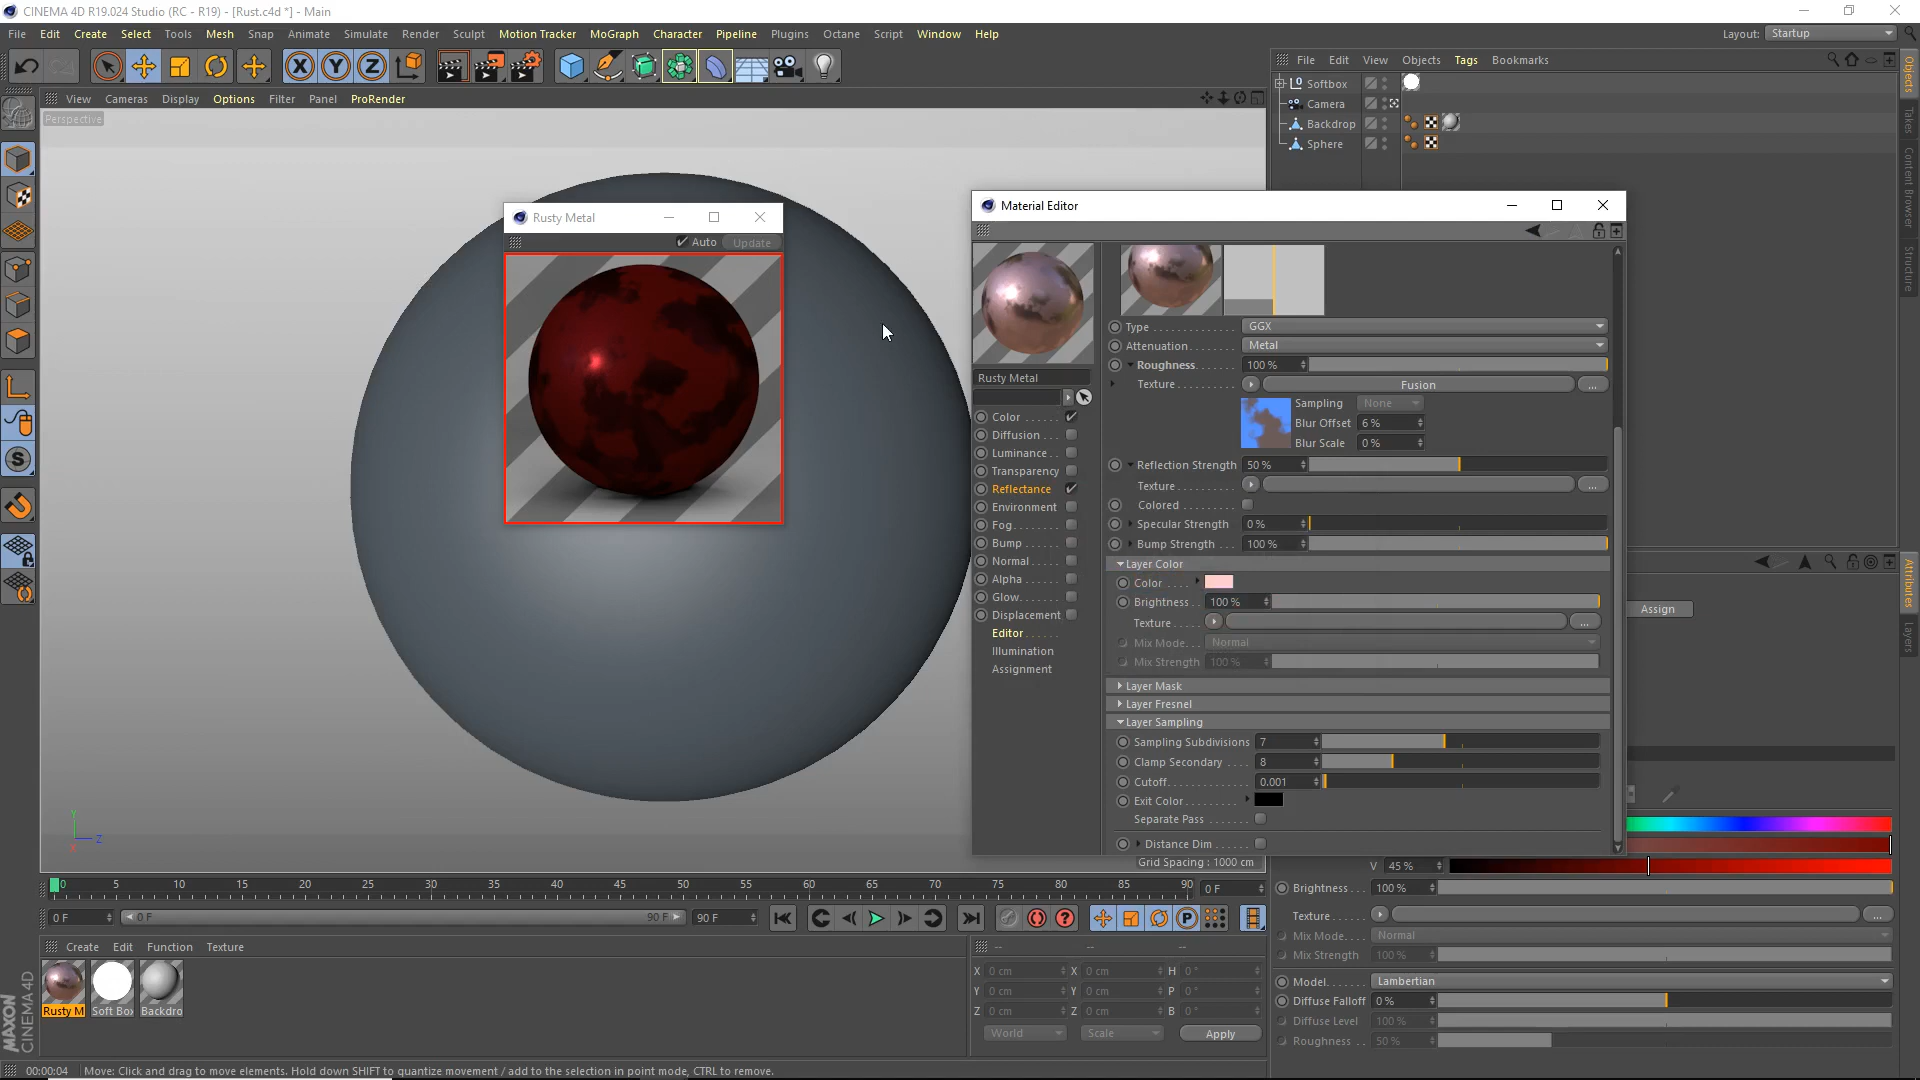 CINEMA 4D R19.024 Studio (RC - R19) - [Rust.c4d *] - Main
File Edit Create Select Tools Mesh Snap Animate Simulate Render Sculpt Motion Tracker MoGraph Character Pipeline Plugins Octane Script Window Help
Layout: Startup
X Y Z
File Edit View Objects Tags Bookmarks
View Cameras Display Options Filter Panel ProRender
Perspective
Softbox
Camera
Backdrop
Sphere
Objects
Takes
Content Browser
Structure
Rusty Metal
Auto Update
Material Editor
Rusty Metal
Color
Diffusion
Luminance
Transparency
Reflectance
Environment
Fog
Bump
Normal
Alpha
Glow
Displacement
Editor
Illumination
Assignment
Type GGX
Attenuation Metal
Roughness 100 %
Texture Fusion ...
Sampling None
Blur Offset 6 %
Blur Scale 0 %
Reflection Strength 50 %
Texture ...
Colored
Specular Strength 0 %
Bump Strength 100 %
Layer Color
Color
Brightness 100 %
Texture ...
Mix Mode Normal
Mix Strength 100 %
Layer Mask
Layer Fresnel
Layer Sampling
Sampling Subdivisions 7
Clamp Secondary 8
Cutoff 0.001
Exit Color
Separate Pass
Distance Dim
Assign
Attributes
Layers
V 45 %
Brightness 100 %
Texture ...
Mix Mode Normal
Mix Strength 100 %
Model Lambertian
Diffuse Falloff 0 %
Diffuse Level 100 %
Roughness 50 %
Y
Z
X
Grid Spacing : 1000 cm
0 5 10 15 20 25 30 35 40 45 50 55 60 65 70 75 80 85 90 0 F
0 F 0 F 90 F 90 F
Create Edit Function Texture
Rusty M Soft Box Backdro
-- -- --
X 0 cm X 0 cm H 0 °
Y 0 cm Y 0 cm P 0 °
Z 0 cm Z 0 cm B 0 °
World Scale Apply
MAXON
CINEMA 4D
00:00:04 Move: Click and drag to move elements. Hold down SHIFT to quantize movement / add to the selection in point mode, CTRL to remove.